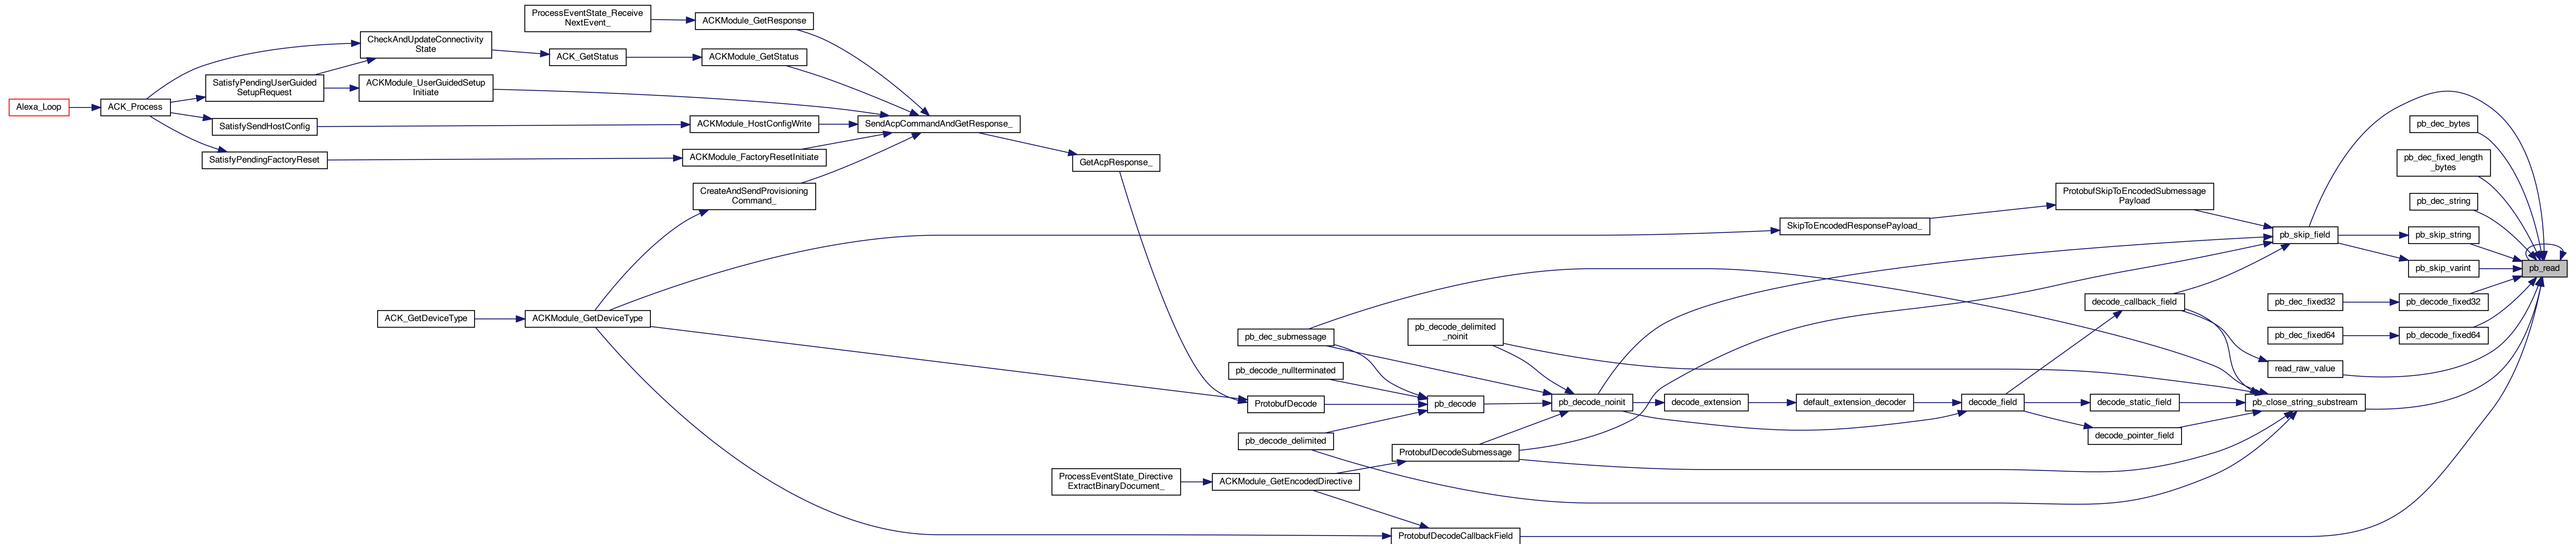 ProcessEventState_Receive
NextEvent_
ACKModule_GetResponse
CheckAndUpdateConnectivity
State
ACK_GetStatus
ACKModule_GetStatus
SatisfyPendingUserGuided
SetupRequest
ACKModule_UserGuidedSetup
Initiate
Alexa_Loop
ACK_Process
SatisfySendHostConfig
ACKModule_HostConfigWrite
SendAcpCommandAndGetResponse_
SatisfyPendingFactoryReset
ACKModule_FactoryResetInitiate
GetAcpResponse_
CreateAndSendProvisioning
Command_
ACK_GetDeviceType
ACKModule_GetDeviceType
ProtobufSkipToEncodedSubmessage
Payload
SkipToEncodedResponsePayload_
pb_dec_submessage
pb_decode_delimited
_noinit
pb_decode_nullterminated
ProtobufDecode
pb_decode
pb_decode_noinit
decode_extension
default_extension_decoder
decode_field
decode_static_field
pb_close_string_substream
decode_pointer_field
pb_decode_delimited
ProtobufDecodeSubmessage
ProcessEventState_Directive
ExtractBinaryDocument_
ACKModule_GetEncodedDirective
ProtobufDecodeCallbackField
decode_callback_field
pb_skip_field
pb_dec_bytes
pb_dec_fixed_length
_bytes
pb_dec_string
pb_skip_string
pb_skip_varint
pb_read
pb_dec_fixed32
pb_decode_fixed32
pb_dec_fixed64
pb_decode_fixed64
read_raw_value